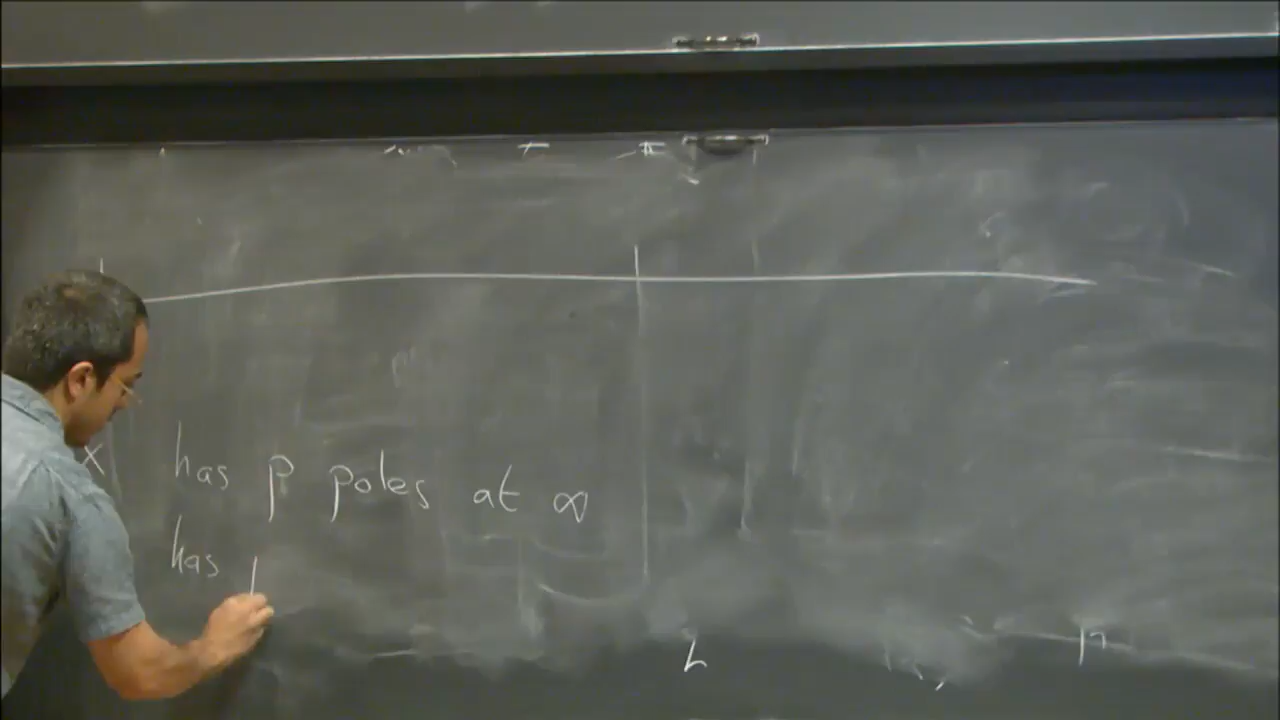 x has p poles at ∞
has